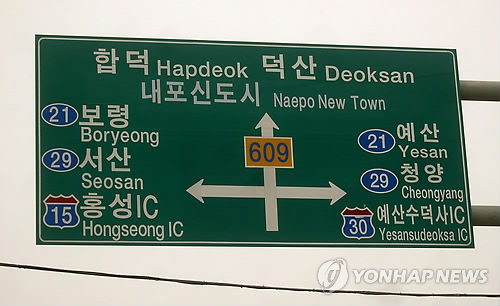 합덕 Hapdeok 덕산 Deoksan
내포신도시 Naepo New Town
21 보령
Boryeong
29 서산
Seosan
15 홍성IC
Hongseong IC
609
21 예산
Yesan
29 청양
Cheongyang
30 예산수덕사IC
Yesansudeoksa IC
YONHAP NEWS